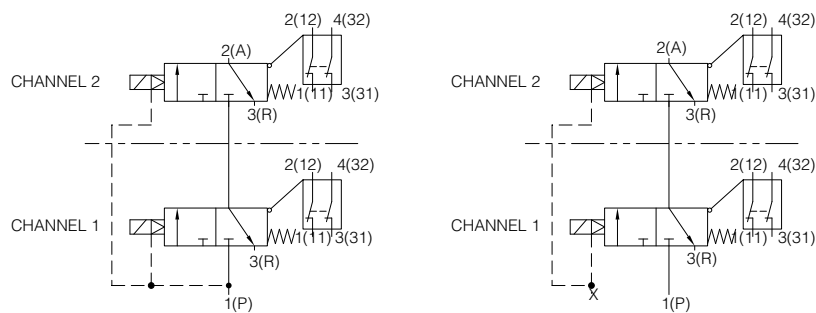 2(12) 4(32)
2(A)
CHANNEL 2
1(11) 3(31)
3(R)
2(12) 4(32)
CHANNEL 1
1(11) 3(31)
3(R)
1(P)
2(12) 4(32)
2(A)
CHANNEL 2
1(11) 3(31)
3(R)
2(12) 4(32)
CHANNEL 1
1(11) 3(31)
3(R)
X
1(P)